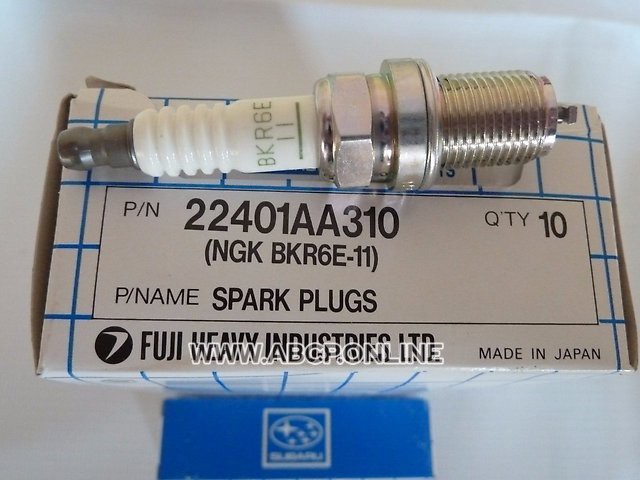 BKR6E
11
P/N 22401AA310 Q'TY 10
(NGK BKR6E-11)
P/NAME SPARK PLUGS
FUJI HEAVY INDUSTRIES LTD.
WWW.ABCP.ONLINE
MADE IN JAPAN
SUBARU